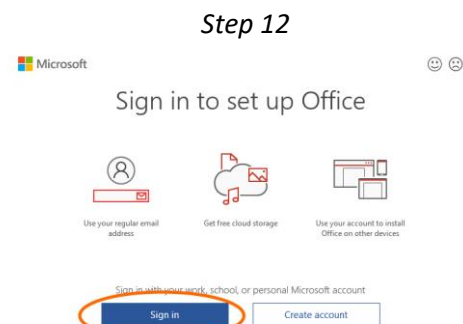 Step 12
Microsoft
Sign in to set up Office
Use your regular email
address
Get free cloud storage
Use your account to install
Office on other devices
Sign in with your work, school, or personal Microsoft account
Sign in
Create account